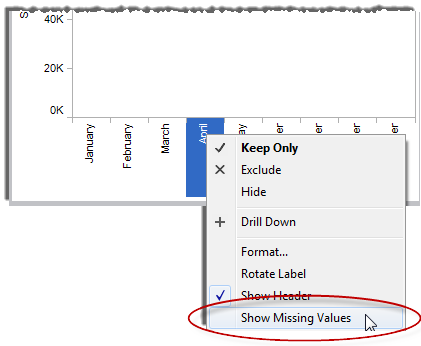 40K
20K
0K
January
February
March
April
Keep Only
Exclude
Hide
Drill Down
Format...
Rotate Label
Show Header
Show Missing Values